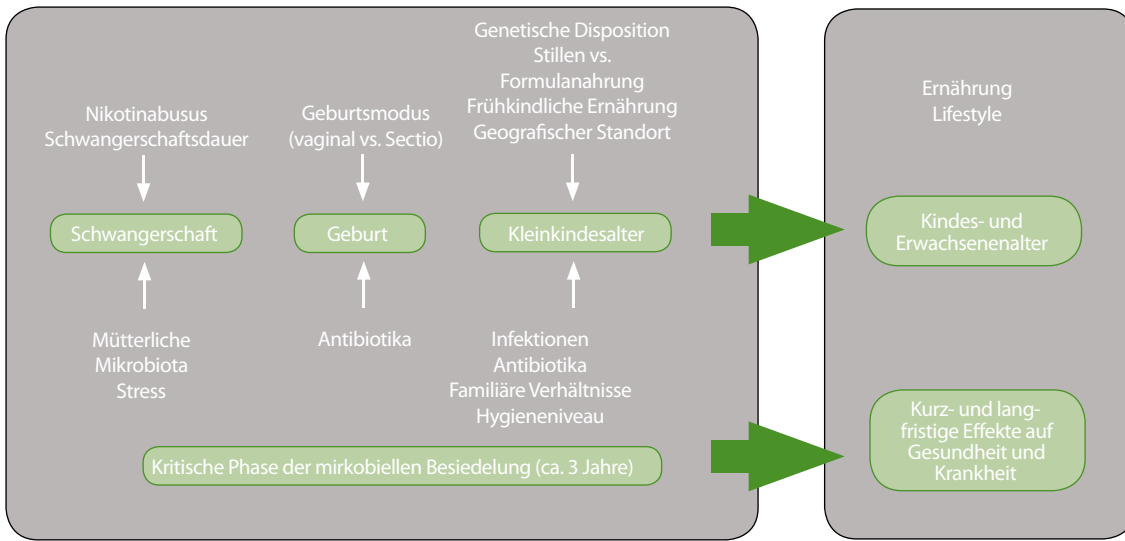 Nikotinabusus
Schwangerschaftsdauer
Schwangerschaft
Mütterliche
Mikrobiota
Stress
Geburtsmodus
(vaginal vs. Sectio)
Geburt
Antibiotika
Genetische Disposition
Stillen vs.
Formulanahrung
Frühkindliche Ernährung
Geografischer Standort
Kleinkindesalter
Infektionen
Antibiotika
Familiäre Verhältnisse
Hygieneniveau
Kritische Phase der mirkobiellen Besiedelung (ca. 3 Jahre)
Ernährung
Lifestyle
Kindes- und
Erwachsenenalter
Kurz- und lang-
fristige Effekte auf
Gesundheit und
Krankheit